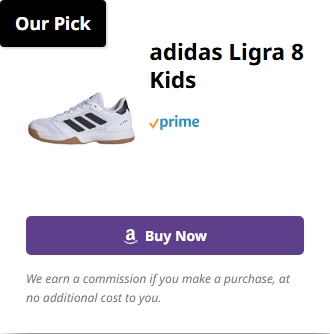 Our Pick
adidas Ligra 8
Kids
prime
Buy Now
We earn a commission if you make a purchase, at
no additional cost to you.